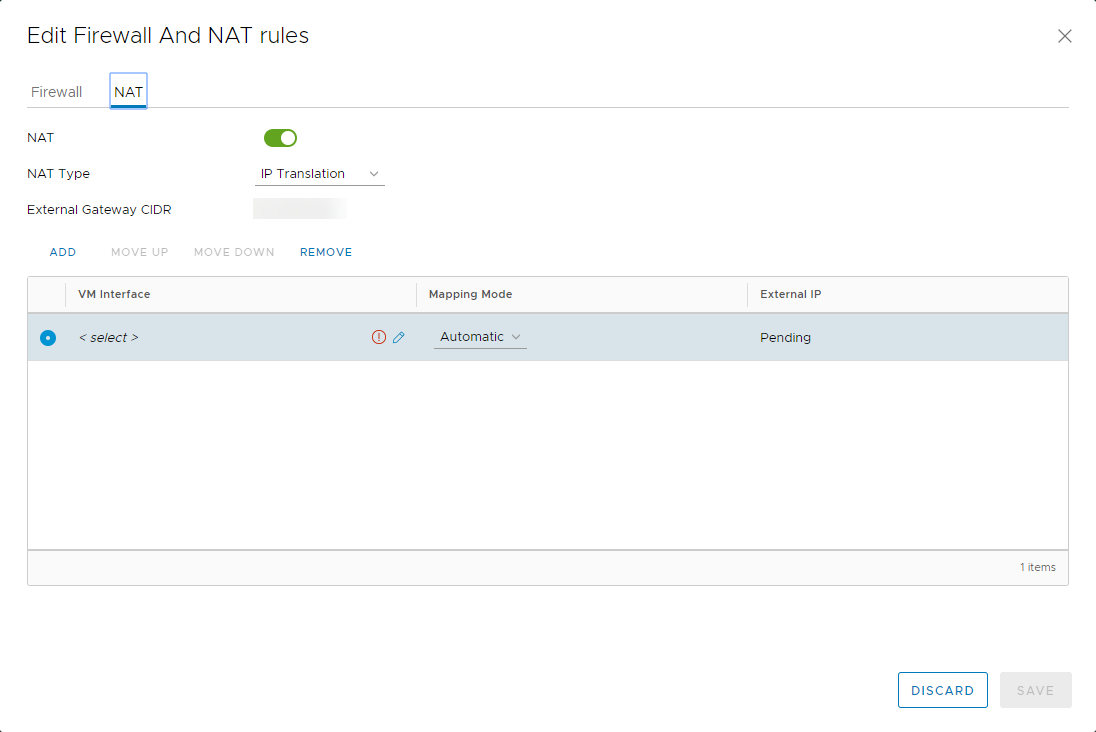 Edit Firewall And NAT rules
Firewall NAT
NAT
NAT Type IP Translation
External Gateway CIDR
ADD MOVE UP MOVE DOWN REMOVE
VM Interface Mapping Mode External IP
< select > Automatic Pending
1 items
DISCARD SAVE